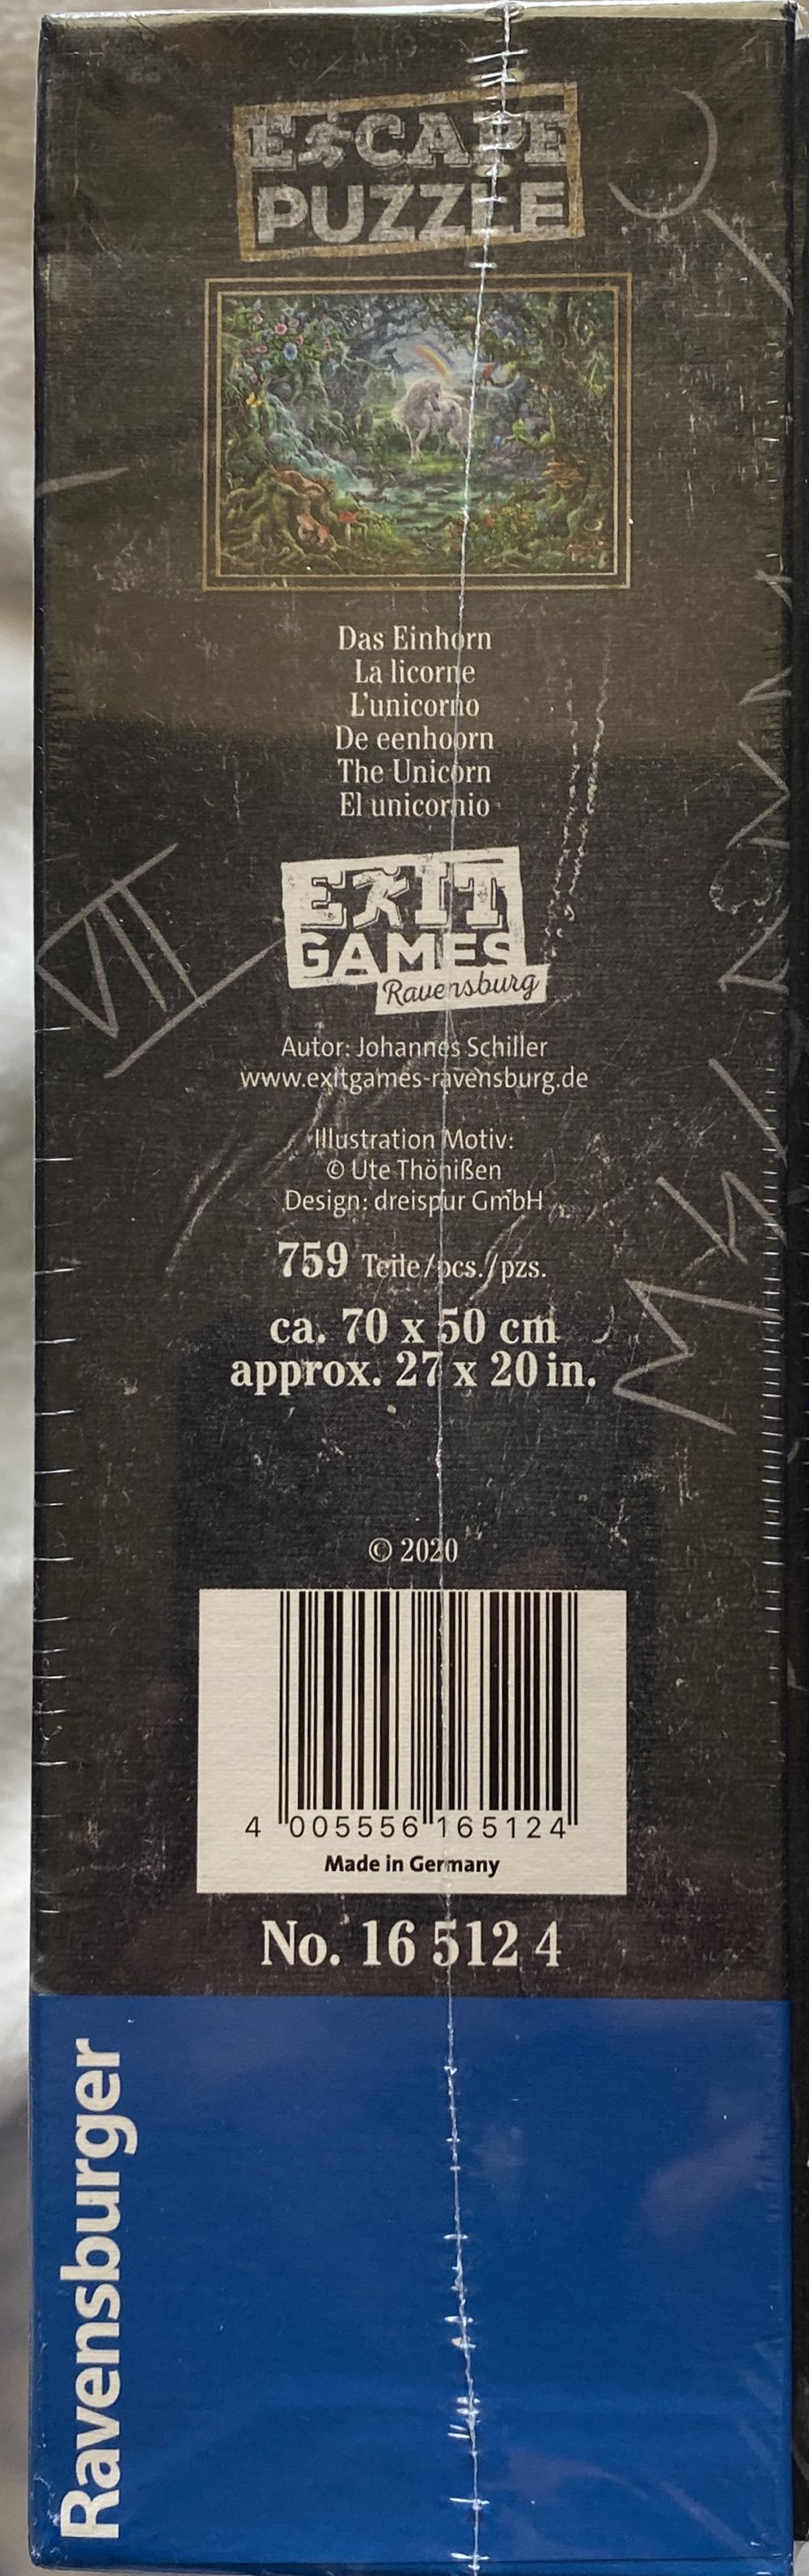 ESCAPE
PUZZLE
Das Einhorn
La licorne
L'unicorno
De eenhoorn
The Unicorn
El unicornio
EXIT
GAMES
Ravensburg
Autor: Johannes Schiller
www.exitgames-ravensburg.de
Illustration Motiv:
© Ute Thönißen
Design: dreispur GmbH
759 Teile/pcs./pzs.
ca. 70 x 50 cm
approx. 27 x 20 in.
© 2020
4 005556 165124
Made in Germany
No. 16 512 4
Ravensburger
VII